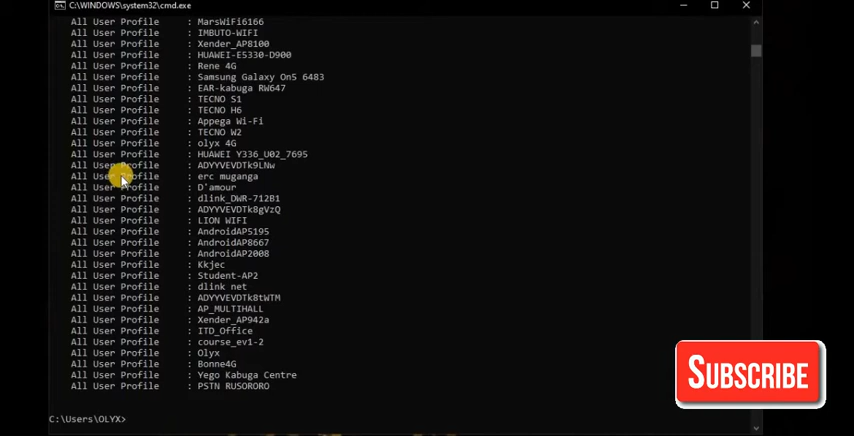 C:\WINDOWS\system32\cmd.exe
All User Profile : MarsWiFi6166
All User Profile : IMBUTO-WIFI
All User Profile : Xender_AP8100
All User Profile : HUAWEI-E5330-D900
All User Profile : Rene 4G
All User Profile : Samsung Galaxy On5 6483
All User Profile : EAR-kabuga RW647
All User Profile : TECNO S1
All User Profile : TECNO H6
All User Profile : Appega Wi-Fi
All User Profile : TECNO W2
All User Profile : olyx 4G
All User Profile : HUAWEI Y336_U02_7695
All User Profile : ADYYVEVDTk9LNw
All User Profile : erc muganga
All User Profile : D'amour
All User Profile : dlink_DWR-712B1
All User Profile : ADYYVEVDTk8gVzQ
All User Profile : LION WIFI
All User Profile : AndroidAP5195
All User Profile : AndroidAP8667
All User Profile : AndroidAP2008
All User Profile : Kkjec
All User Profile : Student-AP2
All User Profile : dlink net
All User Profile : ADYYVEVDTk8tWTM
All User Profile : AP_MULTIHALL
All User Profile : Xender_AP942a
All User Profile : ITD_Office
All User Profile : course_ev1-2
All User Profile : Olyx
All User Profile : Bonne4G
All User Profile : Yego Kabuga Centre
All User Profile : PSTN RUSORORO
SUBSCRIBE
C:\Users\OLYX>